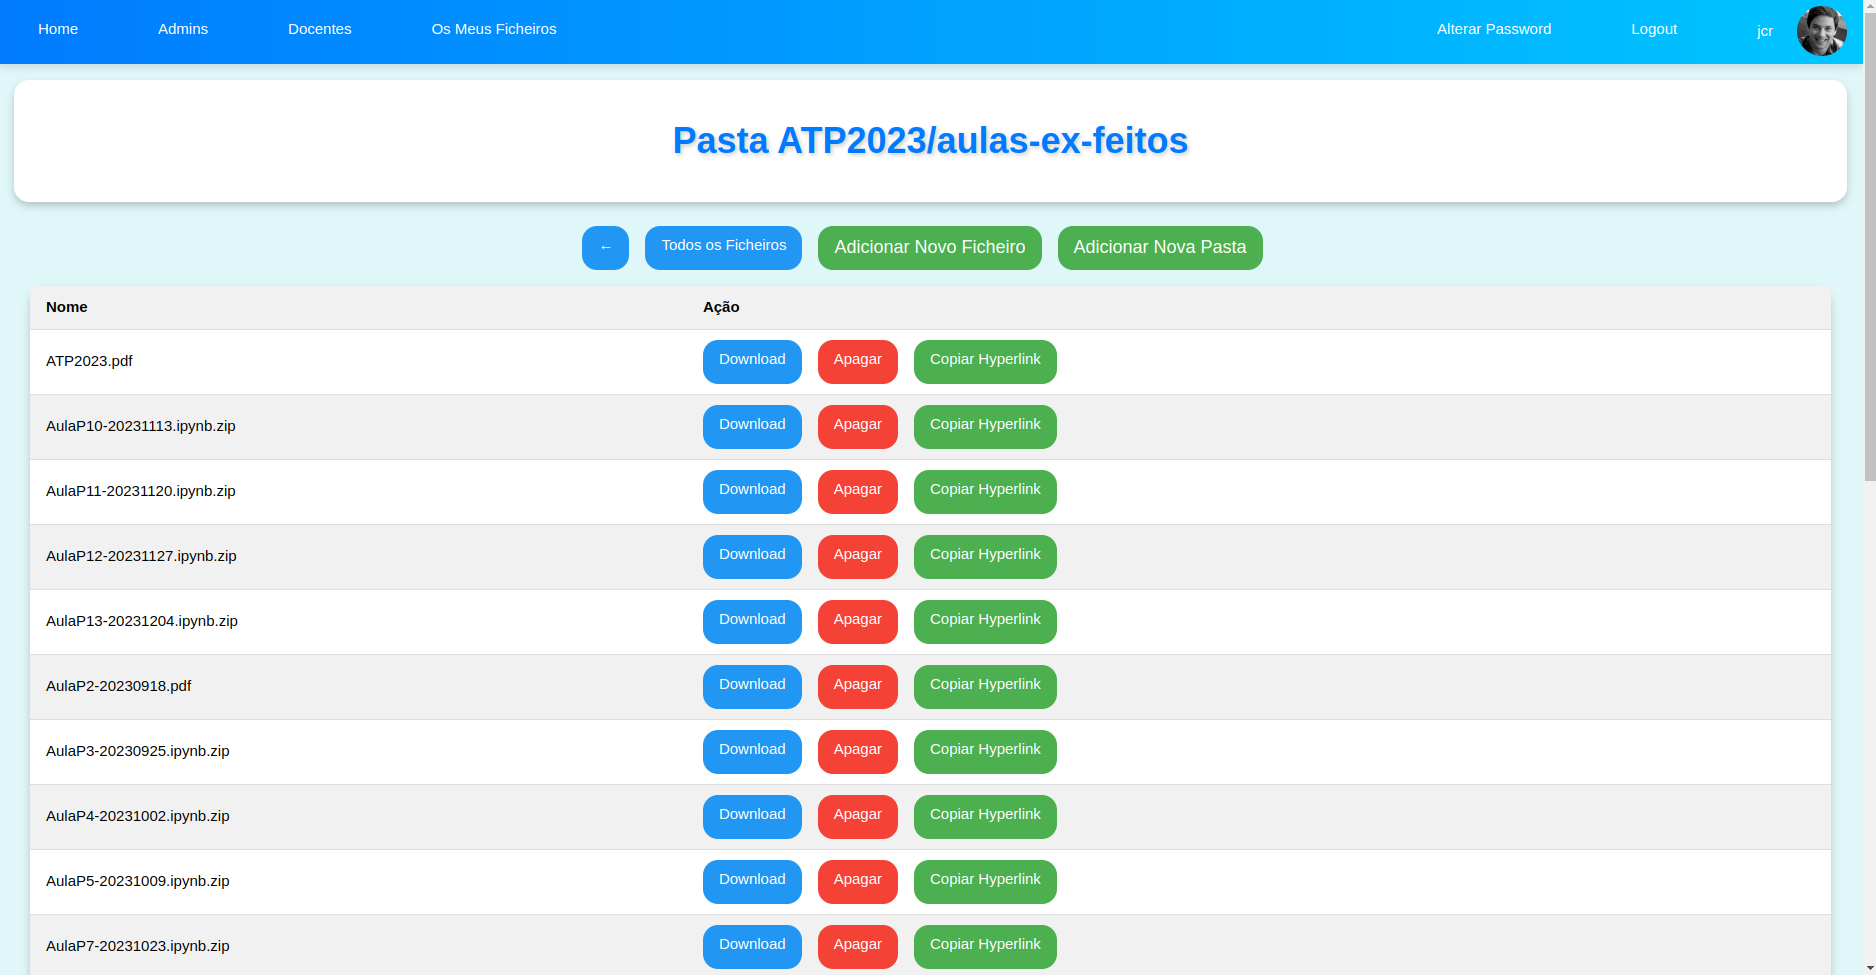 Home Admins Docentes Os Meus Ficheiros Alterar Password Logout jcr
Pasta ATP2023/aulas-ex-feitos
← Todos os Ficheiros Adicionar Novo Ficheiro Adicionar Nova Pasta
Nome Ação
ATP2023.pdf Download Apagar Copiar Hyperlink
AulaP10-20231113.ipynb.zip Download Apagar Copiar Hyperlink
AulaP11-20231120.ipynb.zip Download Apagar Copiar Hyperlink
AulaP12-20231127.ipynb.zip Download Apagar Copiar Hyperlink
AulaP13-20231204.ipynb.zip Download Apagar Copiar Hyperlink
AulaP2-20230918.pdf Download Apagar Copiar Hyperlink
AulaP3-20230925.ipynb.zip Download Apagar Copiar Hyperlink
AulaP4-20231002.ipynb.zip Download Apagar Copiar Hyperlink
AulaP5-20231009.ipynb.zip Download Apagar Copiar Hyperlink
AulaP7-20231023.ipynb.zip Download Apagar Copiar Hyperlink